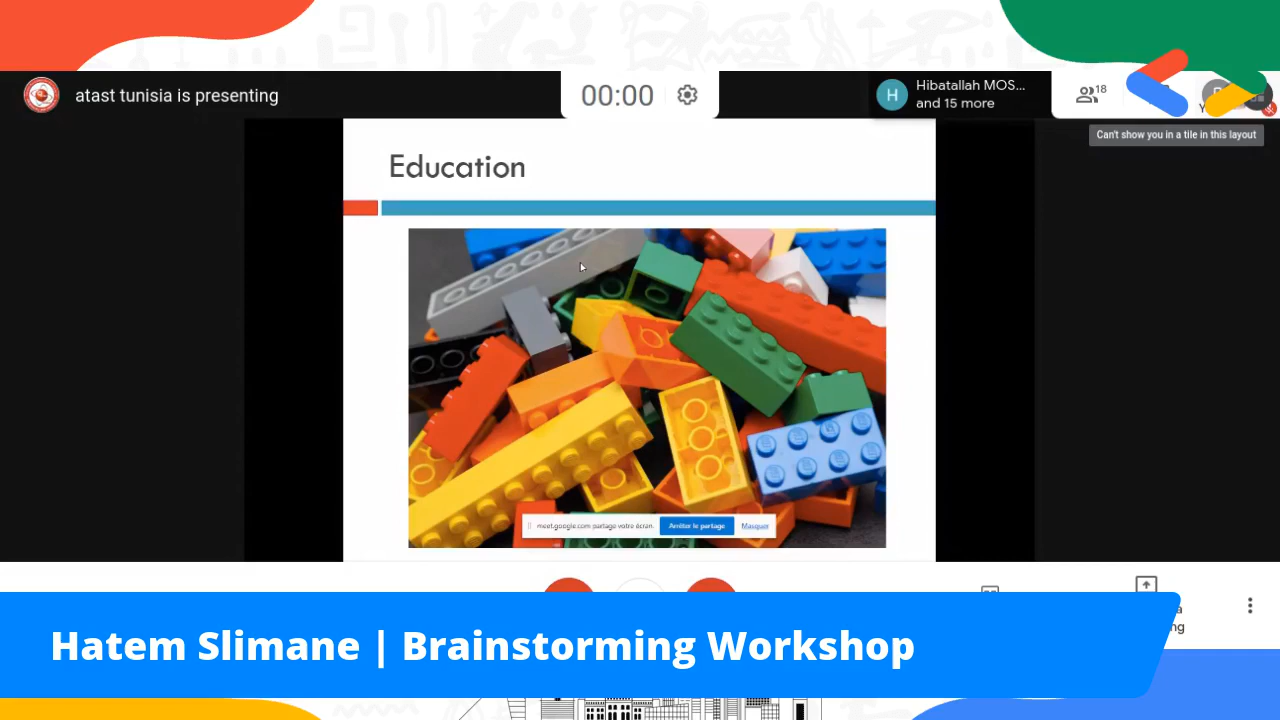 atast tunisia is presenting
00:00
H
Hibatallah MOS...
and 15 more
18
Can't show you in a tile in this layout
Education
meet.google.com partage votre écran.
Arrêter le partage
Masquer
Hatem Slimane | Brainstorming Workshop